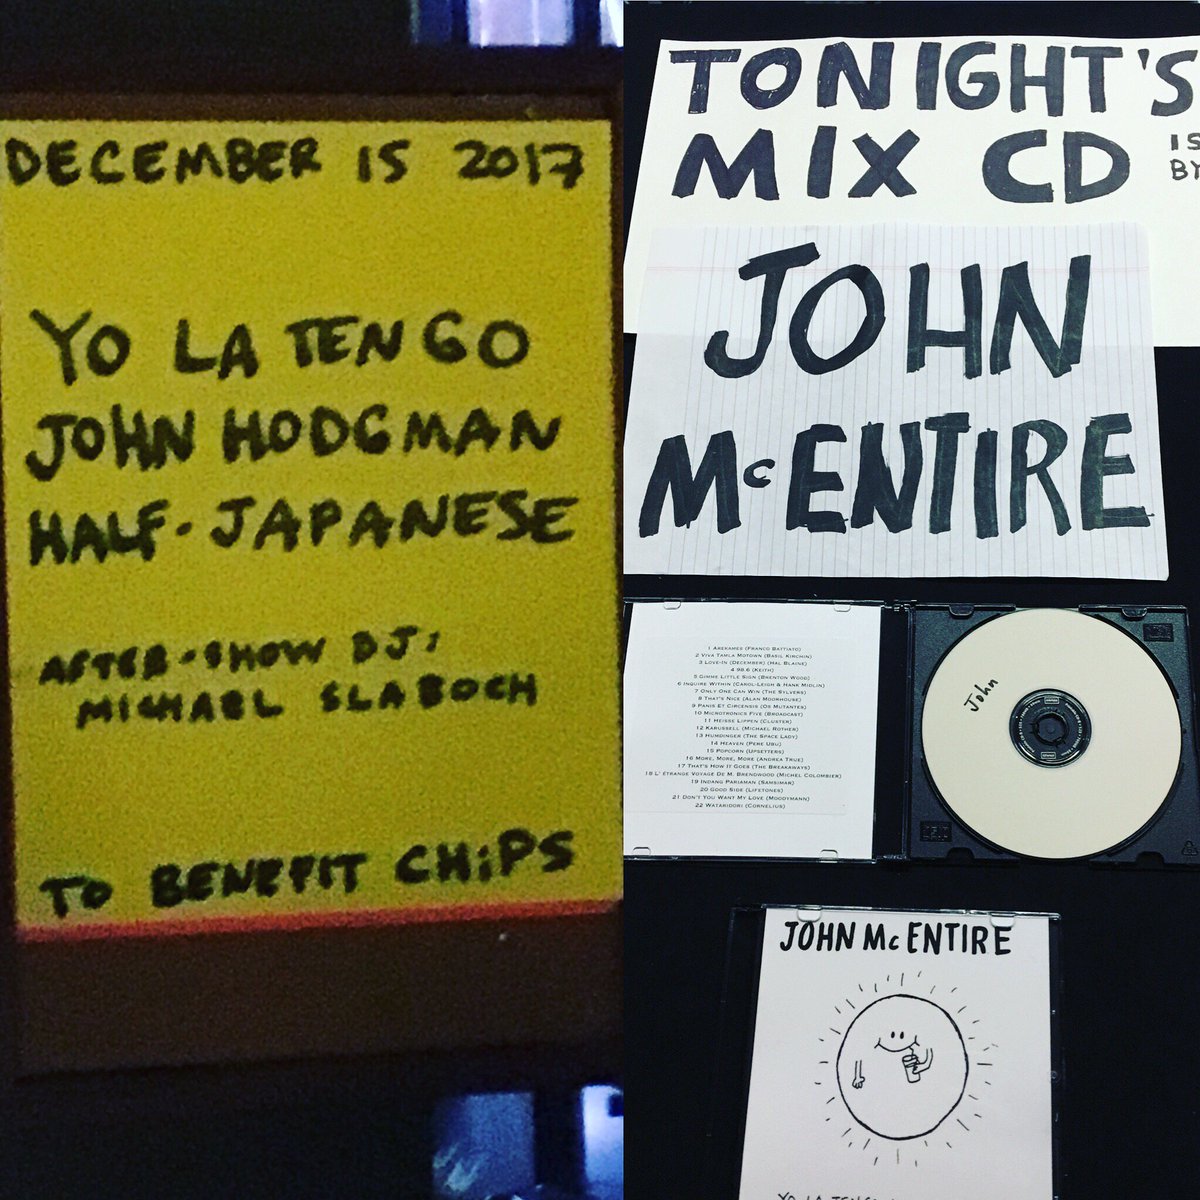 DECEMBER 15 2017
YO LA TENGO
JOHN HODGMAN
HALF-JAPANESE
AFTER-SHOW DJ:
MICHAEL SLABOCH
TO BENEFIT CHiPS
TONIGHT'S
MIX CD IS BY
JOHN
McENTIRE
1 Arekames (Franco Battiato)
2 Viva Tamla Motown (Basil Kirchin)
3 Love-In (December) (Hal Blaine)
4 98.6 (Keith)
5 Gimme Little Sign (Brenton Wood)
6 Inquire Within (Carol-Leigh & Hank Midlin)
7 Only One Can Win (The Sylvers)
8 That's Nice (Alan Moorhouse)
9 Panis Et Circensis (Os Mutantes)
10 Microtronics Five (Broadcast)
11 Heisse Lippen (Cluster)
12 Karussell (Michael Rother)
13 Humdinger (The Space Lady)
14 Heaven (Pere Ubu)
15 Popcorn (Upsetters)
16 More, More, More (Andrea True)
17 That's How It Goes (The Breakaways)
18 L' Étrange Voyage De M. Brendwood (Michel Colombier)
19 Indang Pariaman (Samsimar)
20 Good Side (Lifetones)
21 Don't You Want My Love (Moodymann)
22 Wataridori (Cornelius)
John
JOHN McENTIRE
YO LA TENGO